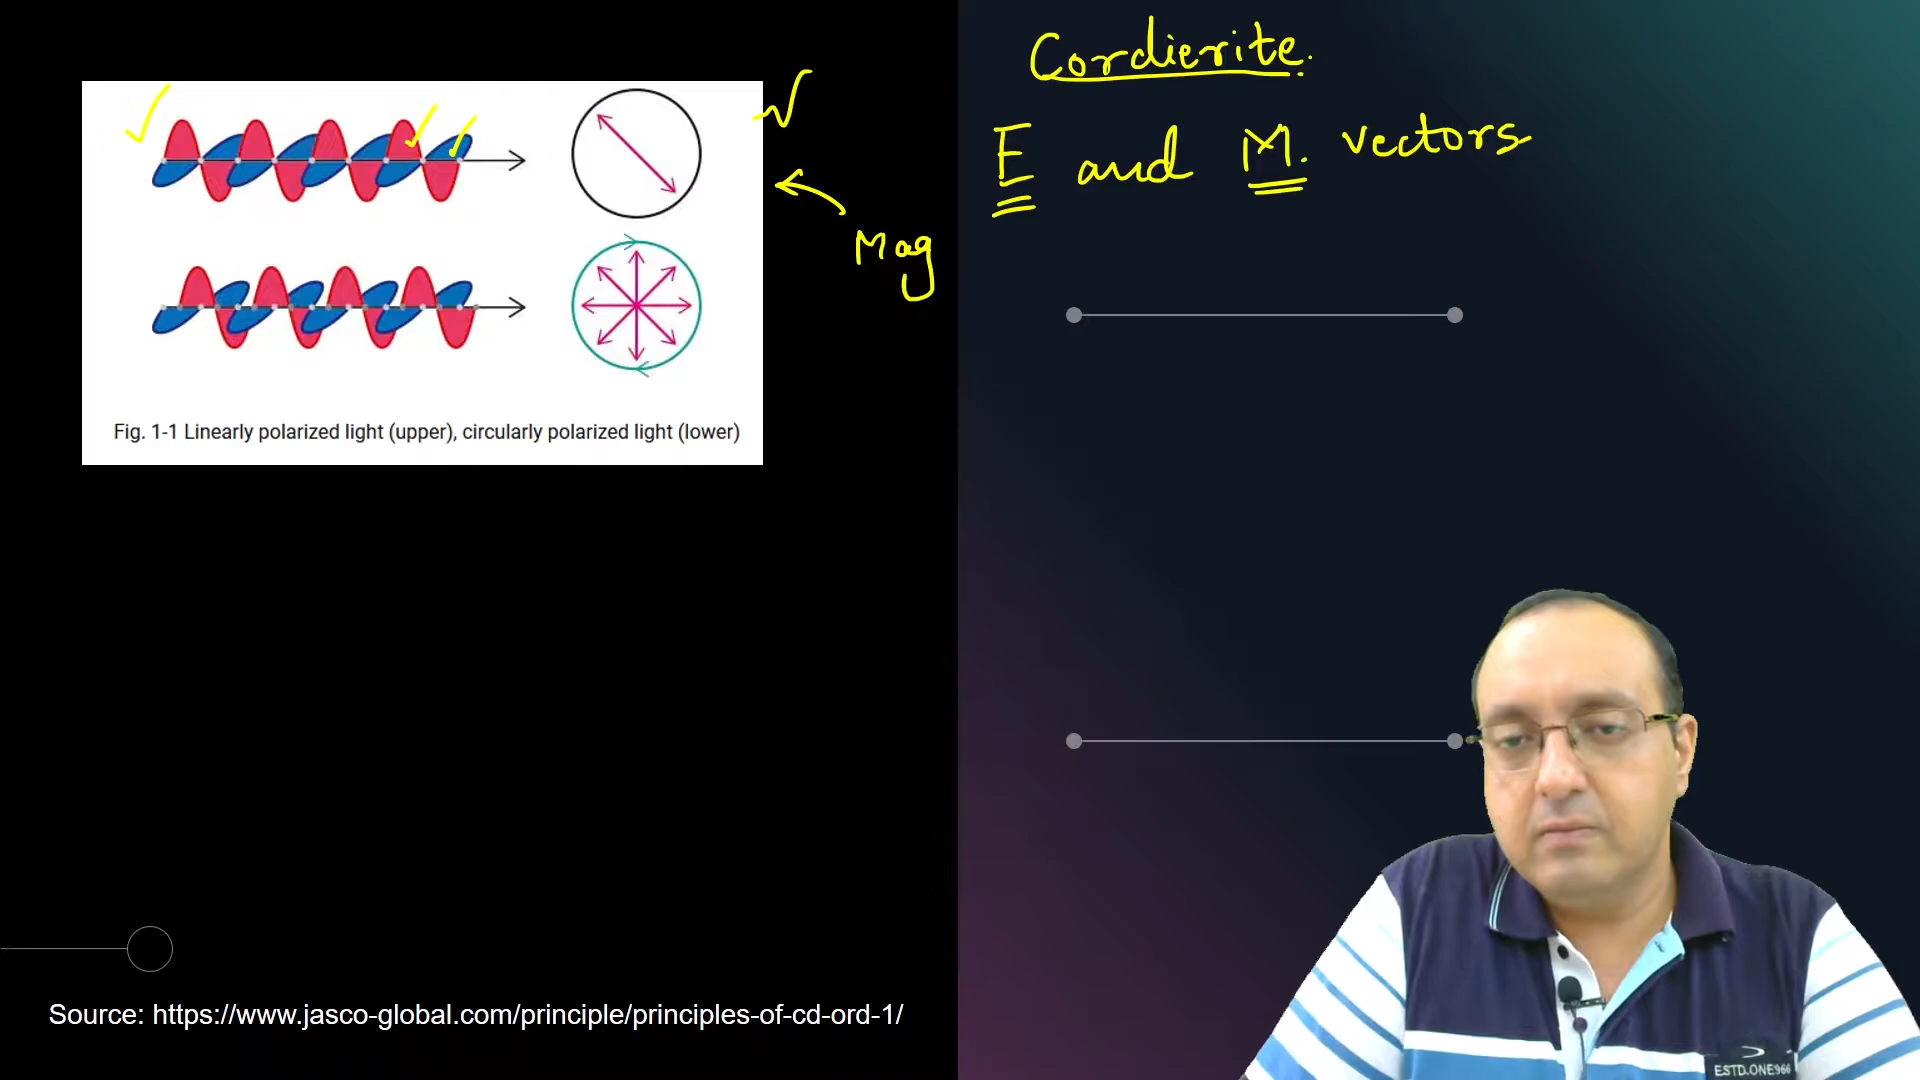 Cordierite.
E and M. vectors
Mag
Fig. 1-1 Linearly polarized light (upper), circularly polarized light (lower)
Source: https://www.jasco-global.com/principle/principles-of-cd-ord-1/
ESTD.ONE966